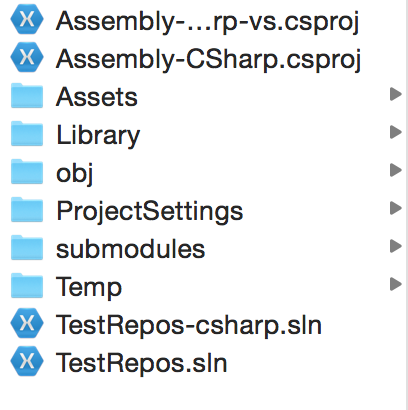 Assembly-...rp-vs.csproj
Assembly-CSharp.csproj
Assets
Library
obj
ProjectSettings
submodules
Temp
TestRepos-csharp.sln
TestRepos.sln